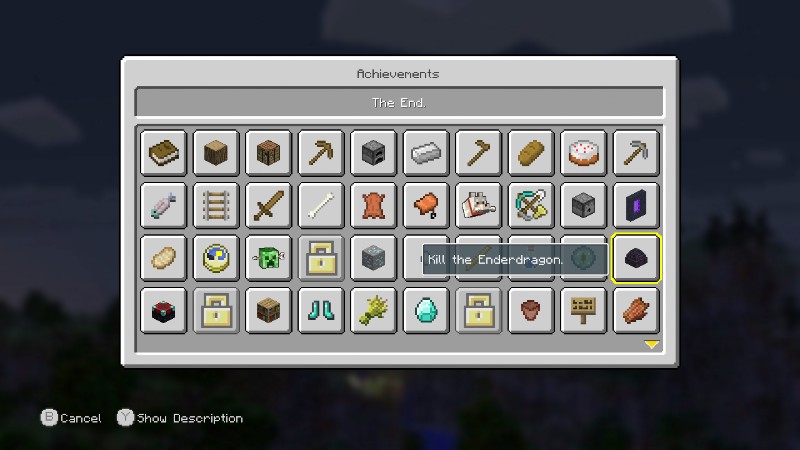 Achievements
The End.
Kill the Enderdragon.
B Cancel Y Show Description